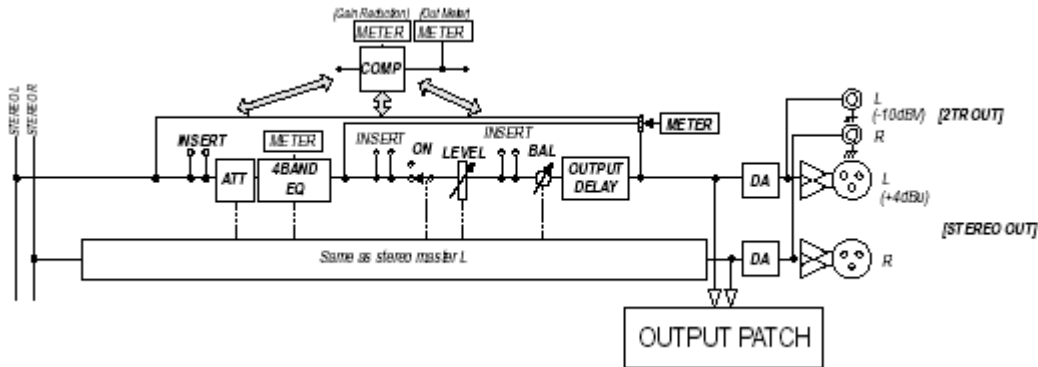 (Gain Reduction) (Out Meter)
METER METER
COMP
STEREO L
STEREO R
L
(-10dBV) [2TR OUT]
R
METER
INSERT METER INSERT ON LEVEL INSERT BAL
ATT 4BAND EQ OUTPUT DELAY DA
L
(+4dBu)
[STEREO OUT]
Same as stereo master L DA R
OUTPUT PATCH